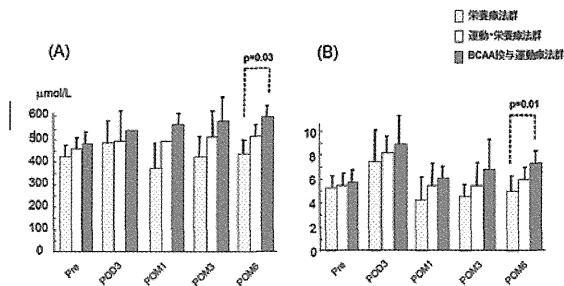 栄養療法群
運動・栄養療法群
BCAA投与運動療法群
(A)
(B)
p=0.03
p=0.01
μmol/L
600
500
400
300
200
100
0
10
8
6
4
2
0
Pre
POD3
POM1
POM3
POM6
Pre
POD3
POM1
POM3
POM6